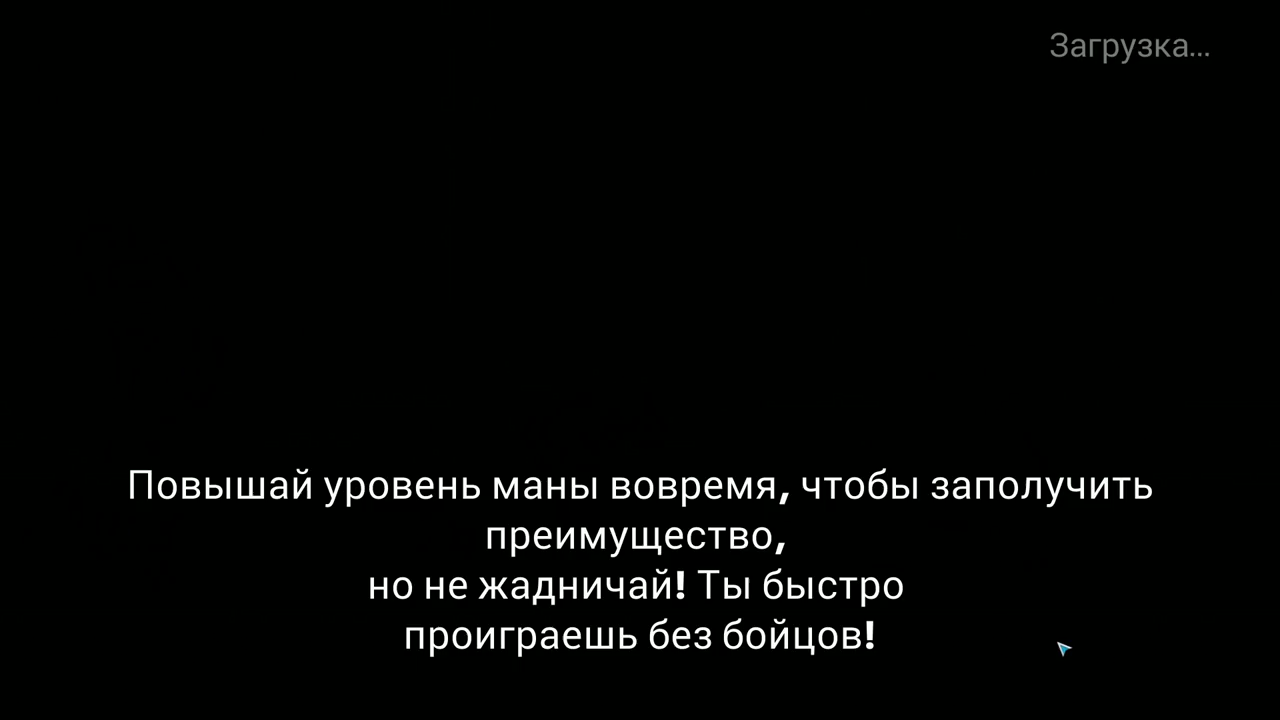 Загрузка...
Повышай уровень маны вовремя, чтобы заполучить
преимущество,
но не жадничай! Ты быстро
проиграешь без бойцов!